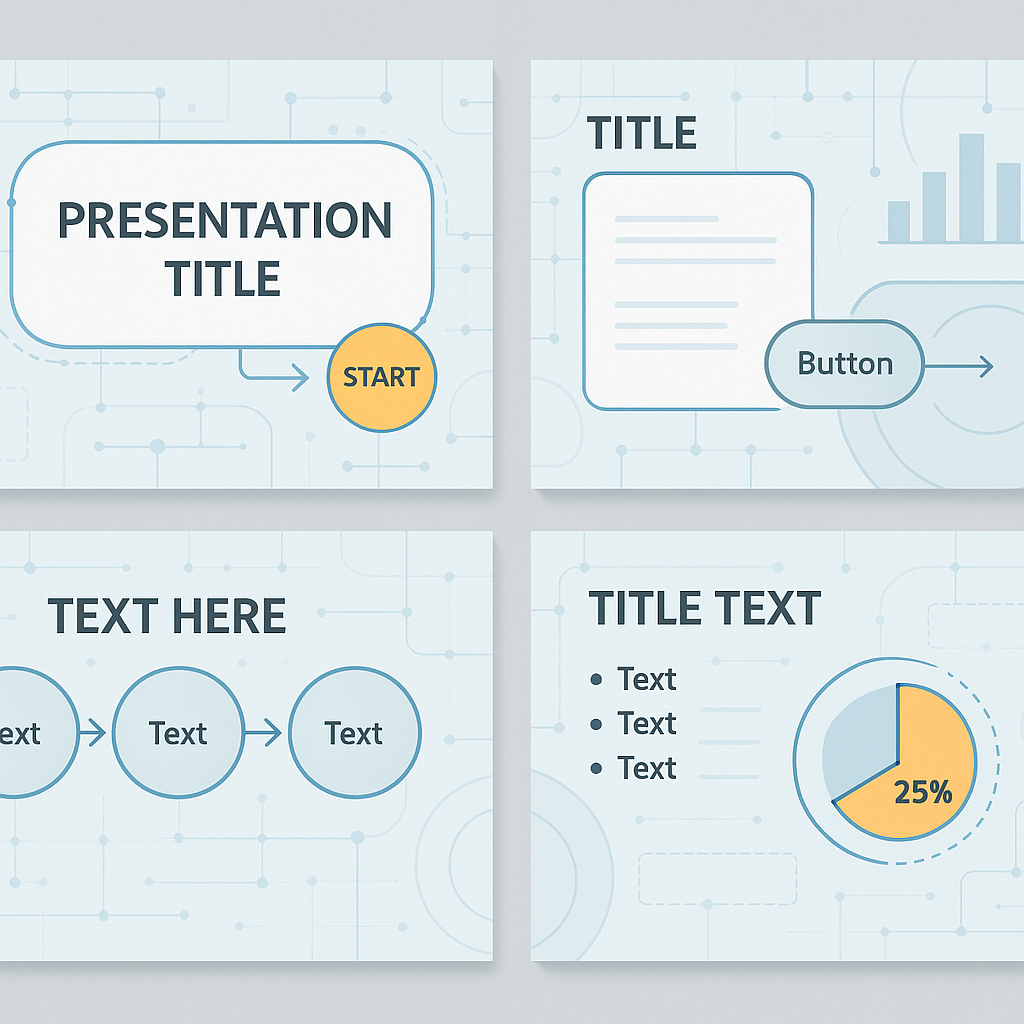 PRESENTATION
TITLE
START
TITLE
Button
TEXT HERE
ext
Text
Text
TITLE TEXT
• Text
• Text
• Text
25%